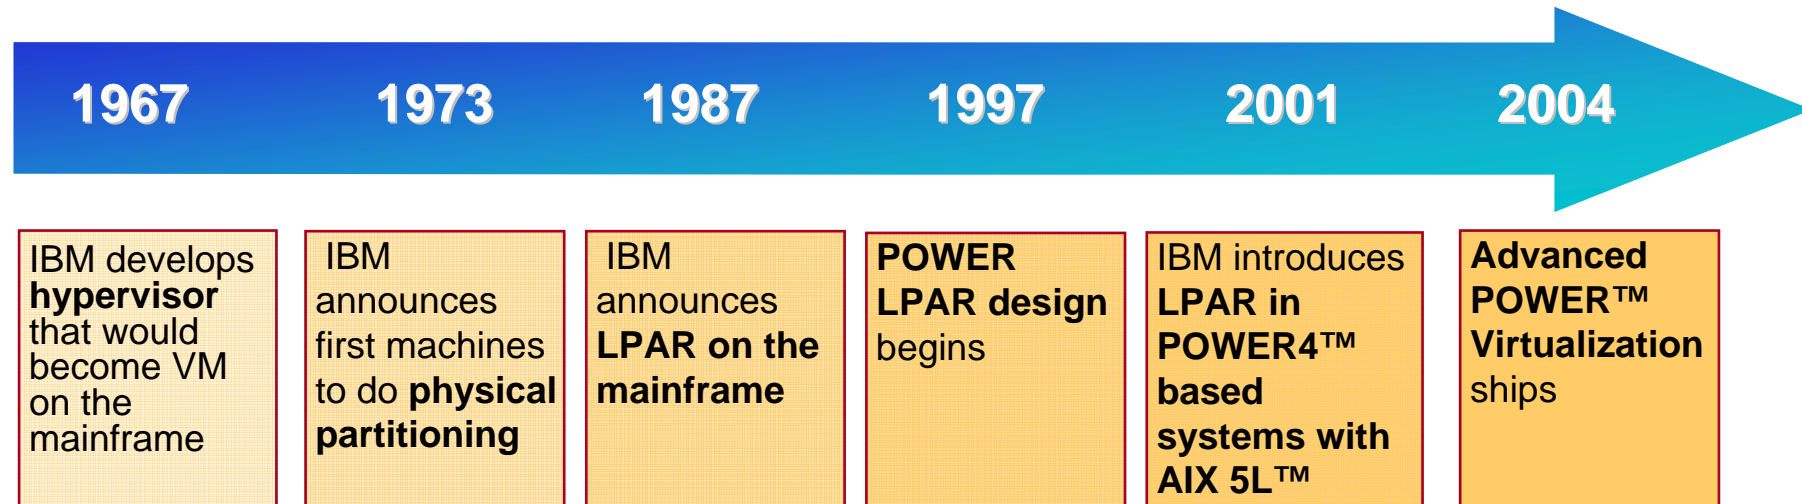 1967 1973 1987 1997 2001 2004
IBM develops
hypervisor
that would
become VM
on the
mainframe
IBM
announces
first machines
to do physical
partitioning
IBM
announces
LPAR on the
mainframe
POWER
LPAR design
begins
IBM introduces
LPAR in
POWER4™
based
systems with
AIX 5L™
Advanced
POWER™
Virtualization
ships